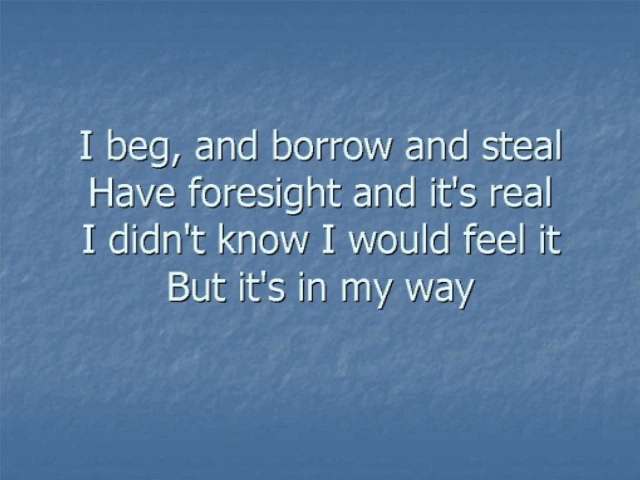 I beg, and borrow and steal
Have foresight and it's real
I didn't know I would feel it
But it's in my way